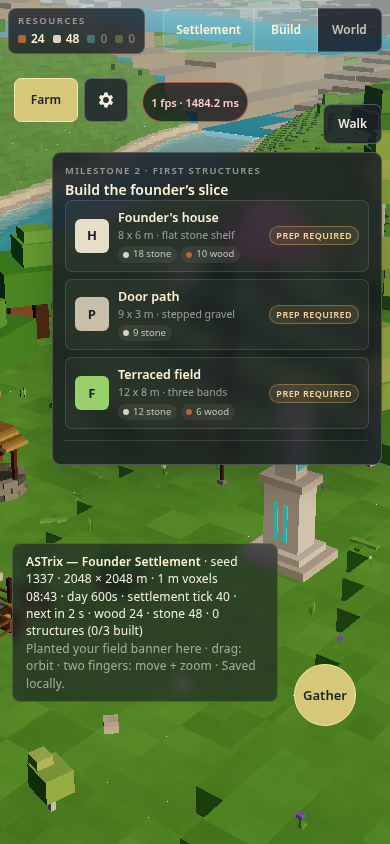 RESOURCES
24 48 0 0
Settlement Build World
Farm
1 fps · 1484.2 ms
Walk
MILESTONE 2 · FIRST STRUCTURES
Build the founder's slice
H
Founder's house
8 x 6 m · flat stone shelf
18 stone 10 wood
PREP REQUIRED
P
Door path
9 x 3 m · stepped gravel
9 stone
PREP REQUIRED
F
Terraced field
12 x 8 m · three bands
12 stone 6 wood
PREP REQUIRED
ASTrix — Founder Settlement · seed
1337 · 2048 × 2048 m · 1 m voxels
08:43 · day 600s · settlement tick 40 ·
next in 2 s · wood 24 · stone 48 · 0
structures (0/3 built)
Planted your field banner here · drag:
orbit · two fingers: move + zoom · Saved
locally.
Gather